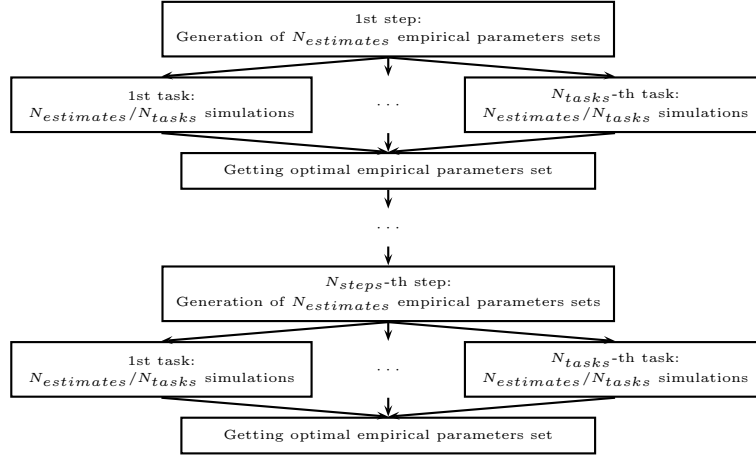 1st step:
Generation of N_estimates empirical parameters sets
1st task:
N_estimates/N_tasks simulations
. . .
N_tasks-th task:
N_estimates/N_tasks simulations
Getting optimal empirical parameters set
. . .
N_steps-th step:
Generation of N_estimates empirical parameters sets
1st task:
N_estimates/N_tasks simulations
. . .
N_tasks-th task:
N_estimates/N_tasks simulations
Getting optimal empirical parameters set